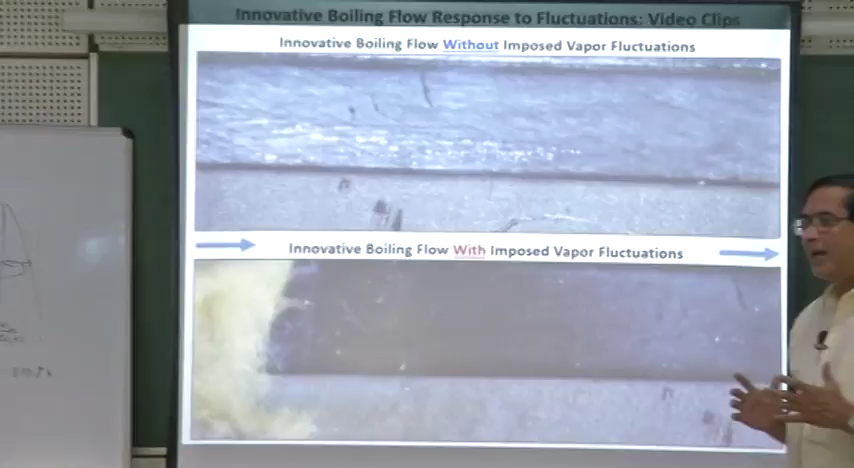 Innovative Boiling Flow Response to Fluctuations: Video Clips
Innovative Boiling Flow Without Imposed Vapor Fluctuations
Innovative Boiling Flow With Imposed Vapor Fluctuations